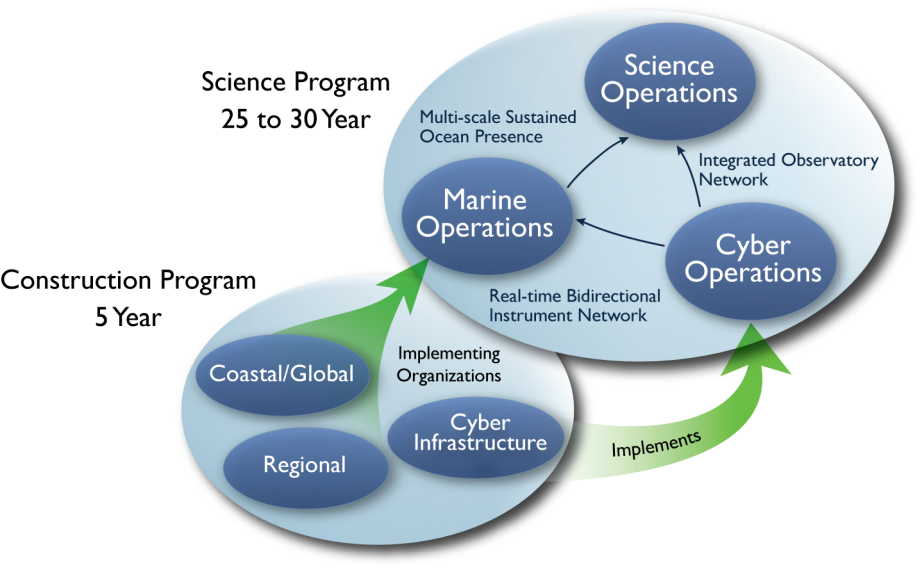 Science Program
25 to 30 Year
Science
Operations
Multi-scale Sustained
Ocean Presence
Integrated Observatory
Network
Marine
Operations
Cyber
Operations
Real-time Bidirectional
Instrument Network
Construction Program
5 Year
Implementing
Organizations
Coastal/Global
Cyber
Infrastructure
Regional
Implements